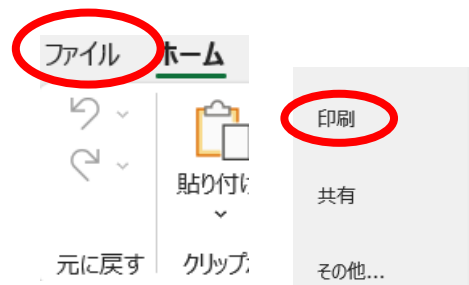 ファイル ホーム
貼り付け
元に戻す クリップ
印刷
共有
その他...